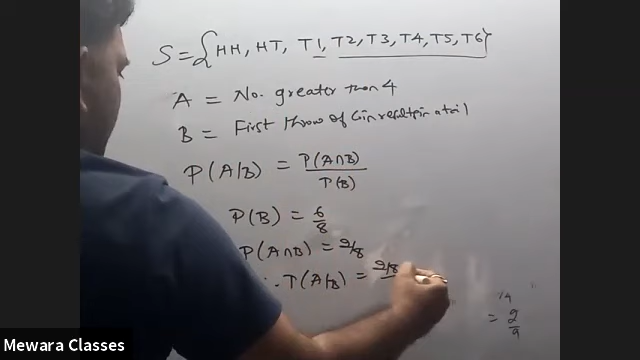 S = { HH, HT, T1, T2, T3, T4, T5, T6}
A = No. greater than 4
B = First throw of Coin results in a tail
P(A|B) = P(A∩B) / P(B)
P(B) = 6/8
P(A∩B) = 2/8
∴ P(A|B) = 2/8
= 2/9
Mewara Classes